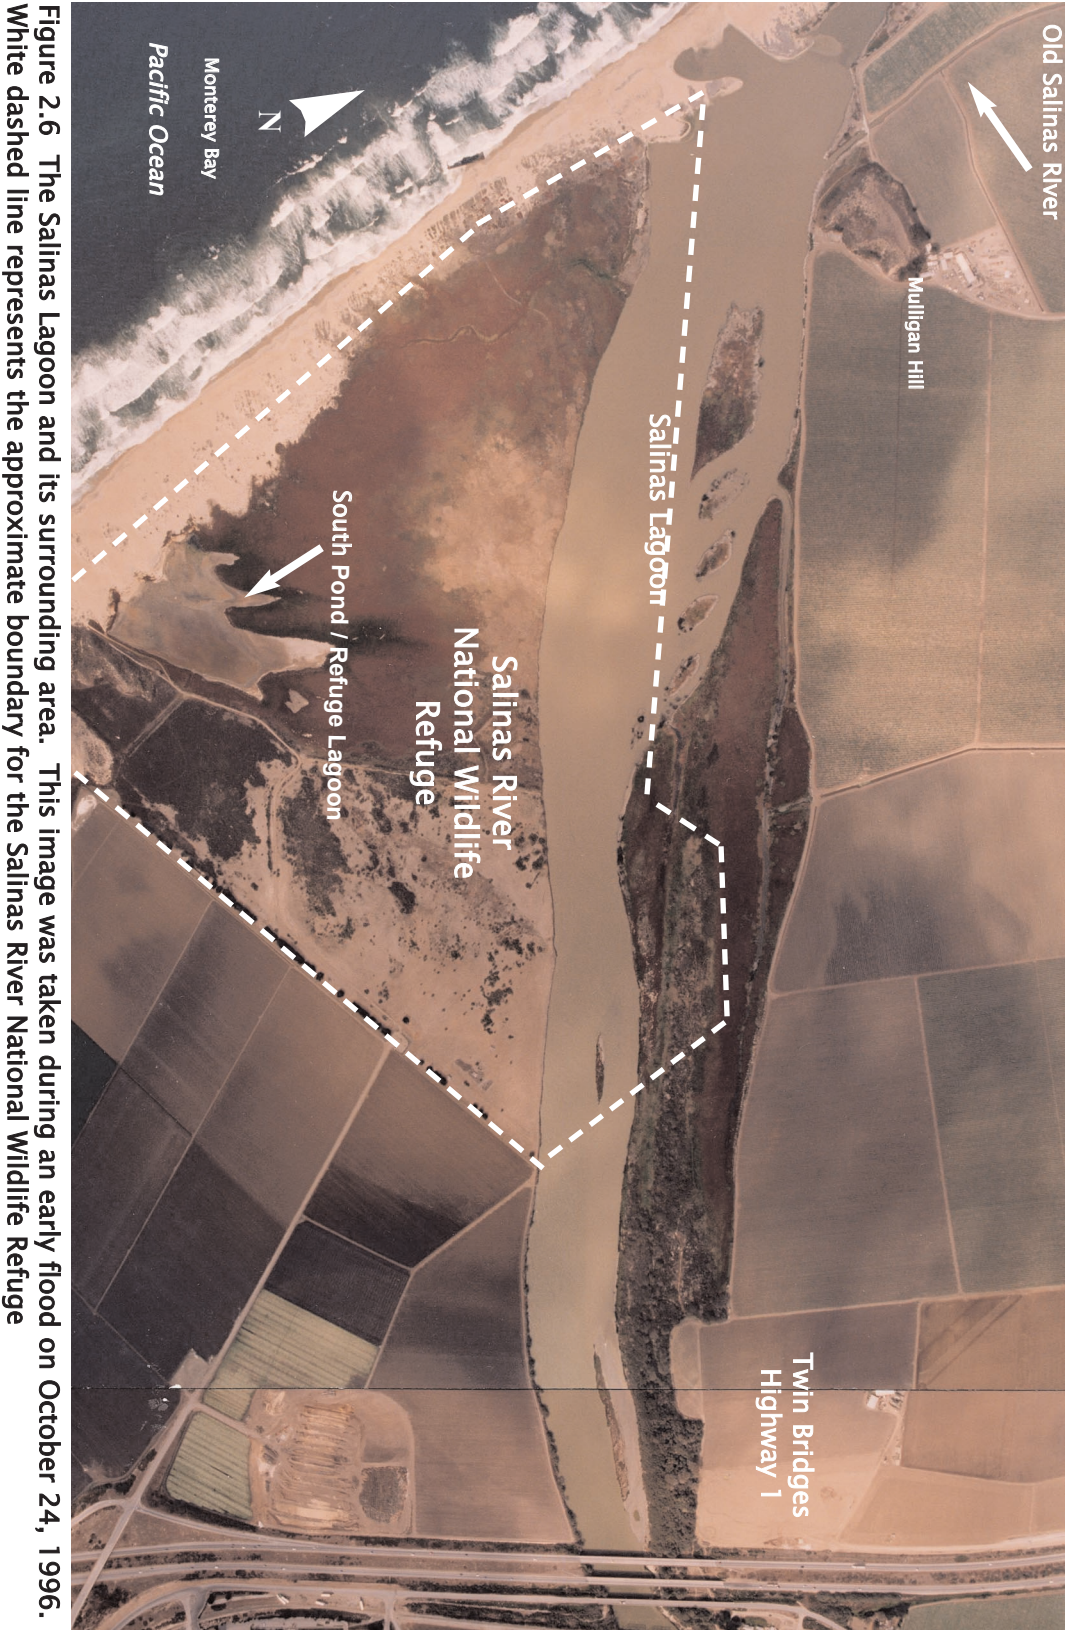 Old Salinas RIver
Mulligan Hill
Monterey Bay
Pacific Ocean
N
Salinas Lagoon
South Pond / Refuge Lagoon
Salinas River
National Wildlife
Refuge
Twin Bridges
Highway 1
Figure 2.6  The Salinas Lagoon and its surrounding area.  This image was taken during an early flood on October 24, 1996.
White dashed line represents the approximate boundary for the Salinas River National Wildlife Refuge